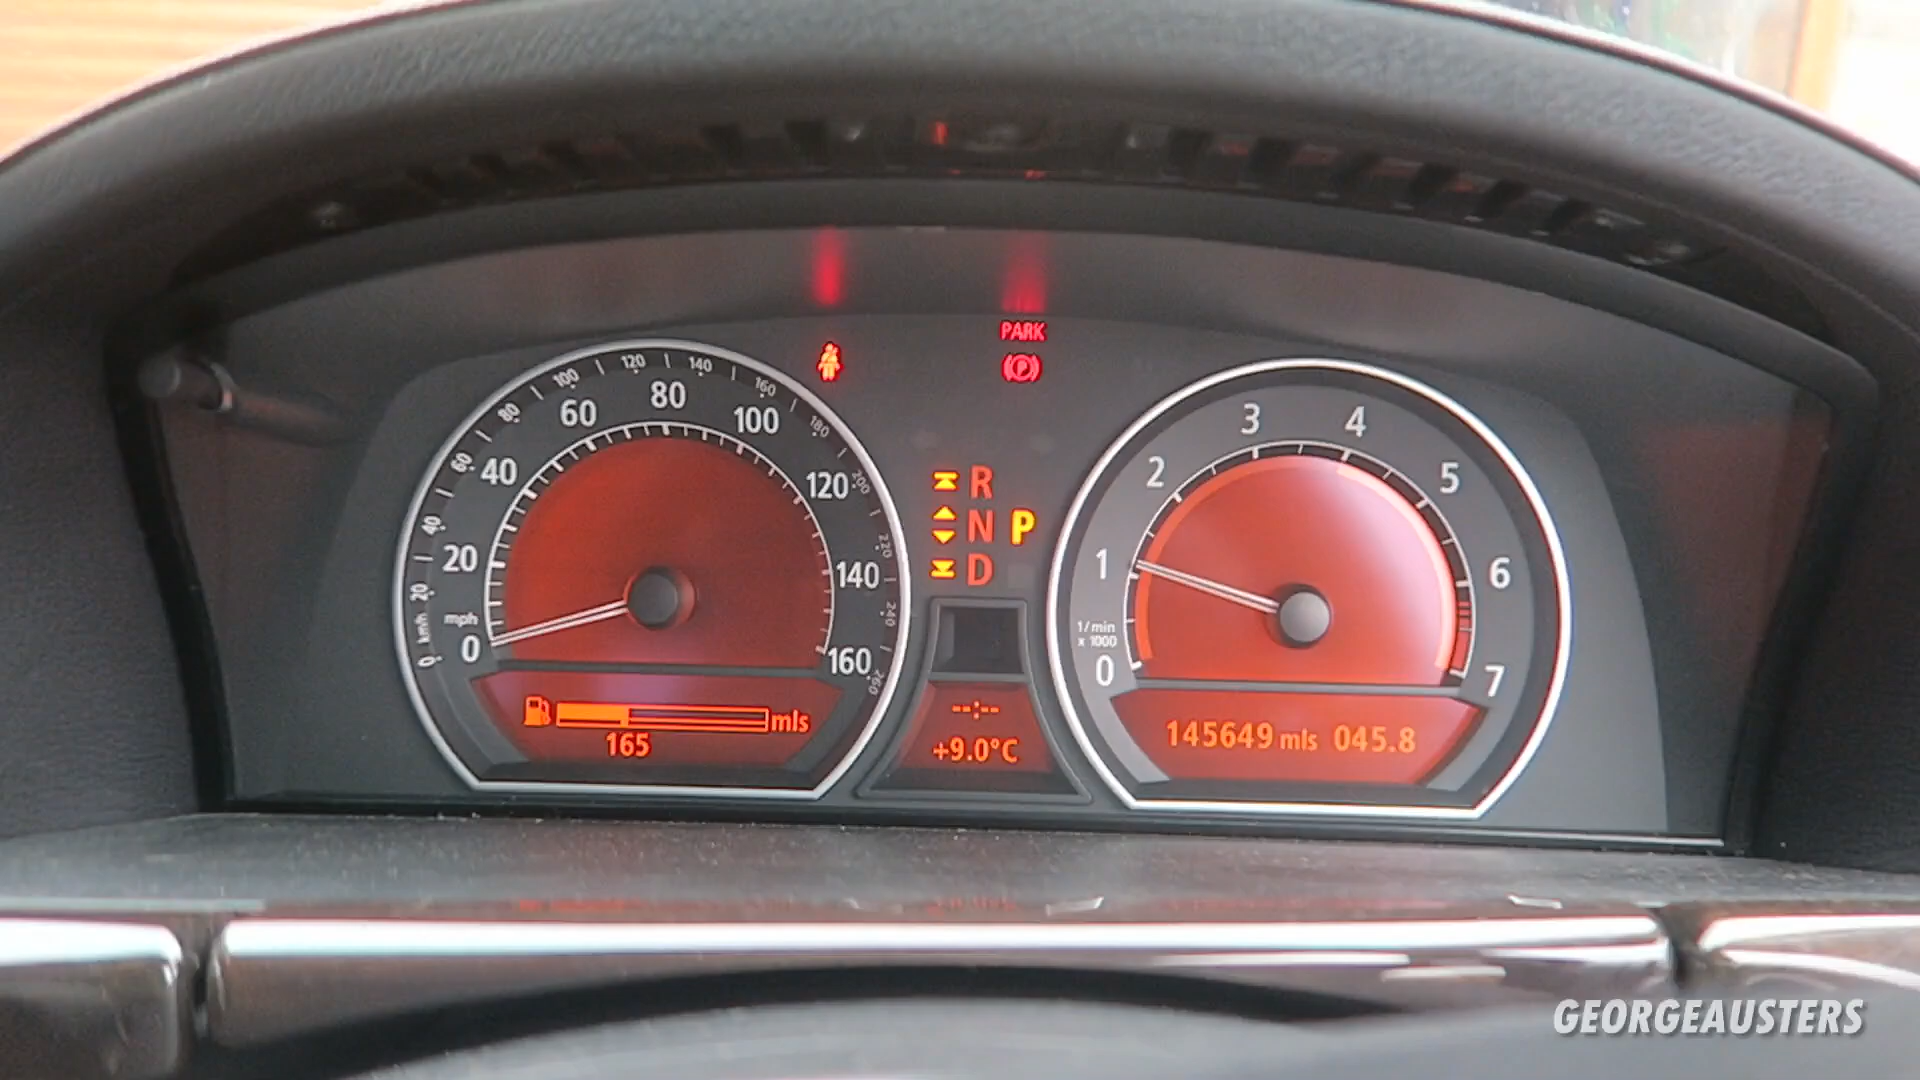 PARK
P
0 20 40 60 80 100 120 140 160
mph
0 20 40 60 80 100 120 140 160 180 200 220 240 260
km/h
R
N P
D
0 1 2 3 4 5 6 7
1/min
x 1000
mls
165
--:--
+9.0°C
145649 mls 045.8
GEORGEAUSTERS